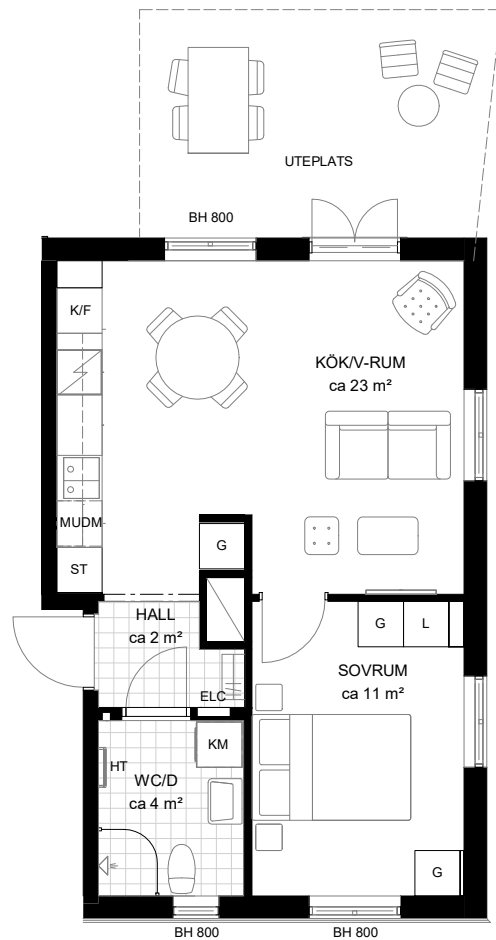 UTEPLATS
BH 800
K/F
KÖK/V-RUM
ca 23 m²
MUDM
G
ST
HALL
ca 2 m²
G
L
SOVRUM
ca 11 m²
ELC
KM
HT
WC/D
ca 4 m²
G
BH 800
BH 800